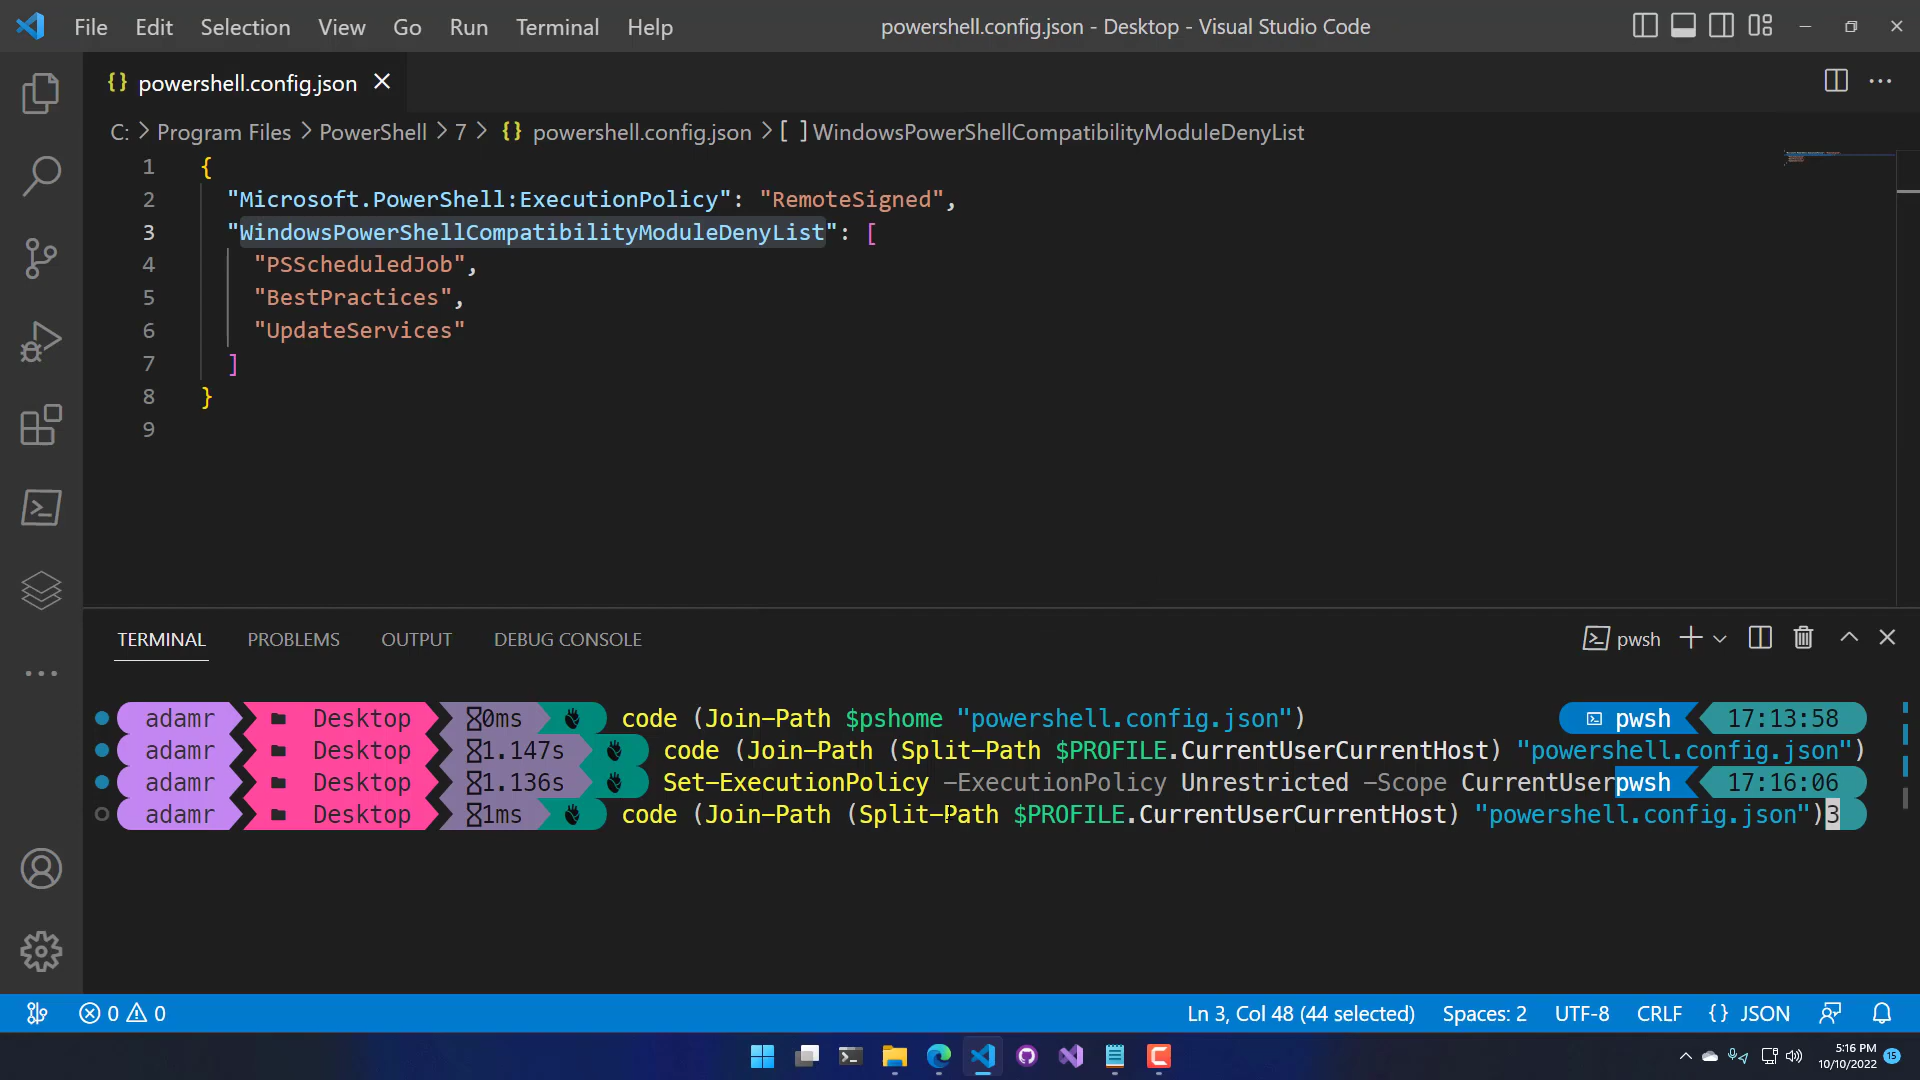 File Edit Selection View Go Run Terminal Help powershell.config.json - Desktop - Visual Studio Code
{} powershell.config.json
C: > Program Files > PowerShell > 7 > {} powershell.config.json > [ ] WindowsPowerShellCompatibilityModuleDenyList
1 {
2 "Microsoft.PowerShell:ExecutionPolicy": "RemoteSigned",
3 "WindowsPowerShellCompatibilityModuleDenyList": [
4 "PSScheduledJob",
5 "BestPractices",
6 "UpdateServices"
7 ]
8 }
9
TERMINAL PROBLEMS OUTPUT DEBUG CONSOLE pwsh
adamr Desktop 0ms code (Join-Path $pshome "powershell.config.json") pwsh 17:13:58
adamr Desktop 1.147s code (Join-Path (Split-Path $PROFILE.CurrentUserCurrentHost) "powershell.config.json")
adamr Desktop 1.136s Set-ExecutionPolicy -ExecutionPolicy Unrestricted -Scope CurrentUser pwsh 17:16:06
adamr Desktop 1ms code (Join-Path (Split-Path $PROFILE.CurrentUserCurrentHost) "powershell.config.json")3
0 0 Ln 3, Col 48 (44 selected) Spaces: 2 UTF-8 CRLF {} JSON
5:16 PM
10/10/2022
15